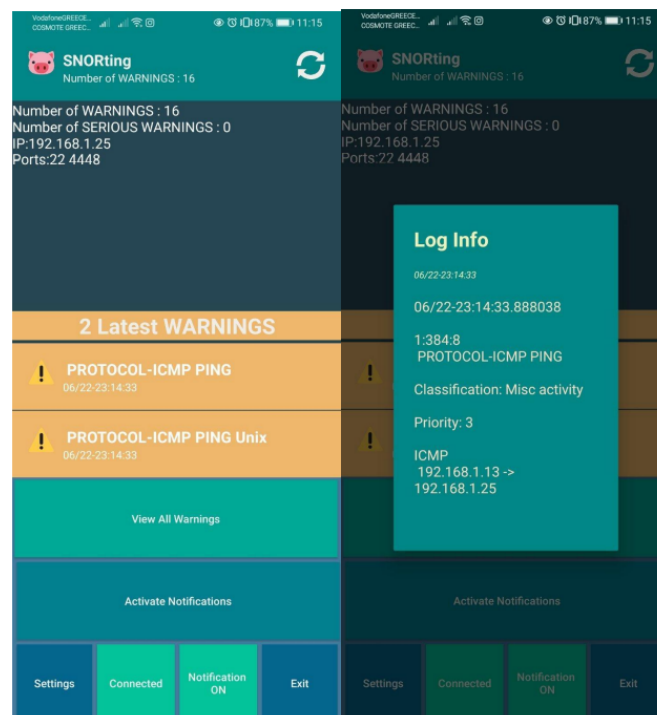 VodafoneGREECE..
COSMOTE GREEC..
87% 11:15
SNORting
Number of WARNINGS : 16
Number of WARNINGS : 16
Number of SERIOUS WARNINGS : 0
IP:192.168.1.25
Ports:22 4448
2 Latest WARNINGS
PROTOCOL-ICMP PING
06/22-23:14:33
PROTOCOL-ICMP PING Unix
06/22-23:14:33
View All Warnings
Activate Notifications
Settings
Connected
Notification
ON
Exit
VodafoneGREECE..
COSMOTE GREEC..
87% 11:15
SNORting
Number of WARNINGS : 16
Number of WARNINGS : 16
Number of SERIOUS WARNINGS : 0
IP:192.168.1.25
Ports:22 4448
Log Info
06/22-23:14:33
06/22-23:14:33.888038
1:384:8
PROTOCOL-ICMP PING
Classification: Misc activity
Priority: 3
ICMP
192.168.1.13 ->
192.168.1.25
Activate Notifications
Settings
Connected
Notification
ON
Exit